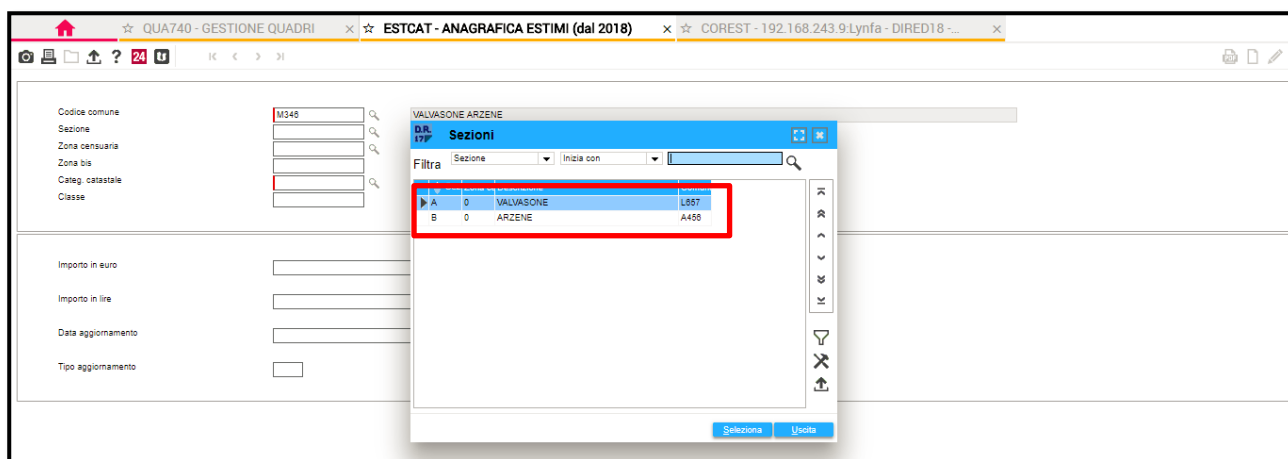 QUA740 - GESTIONE QUADRI
ESTCAT - ANAGRAFICA ESTIMI (dal 2018)
COREST - 192.168.243.9:Lynfa - DIRED18 -...
24
Codice comune M346 VALVASONE ARZENE
Sezione
Zona censuaria
Zona bis
Categ. catastale
Classe
Importo in euro
Importo in lire
Data aggiornamento
Tipo aggiornamento
D.R. 17 Sezioni
Filtra Sezione Inizia con
A 0 VALVASONE L657
B 0 ARZENE A456
Seleziona Uscita